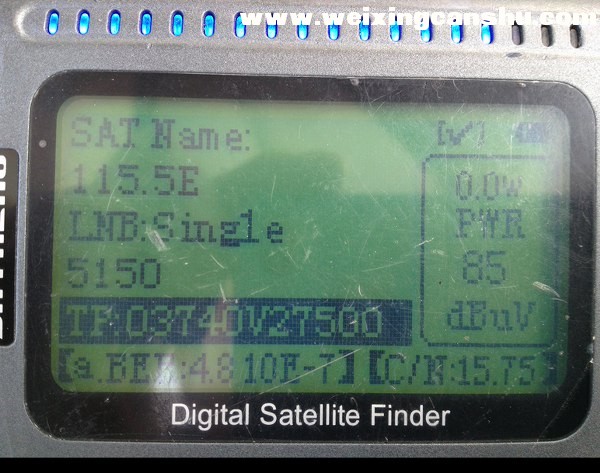 www.weixingcanshu.com
SAT Name:
[✓]
115.5E
0.0w
LNB:Single
PWR
5150
85
TP:03740V27500
dBuV
[a.BER:4.8 10E-7] [C/N:15.75]
Digital Satellite Finder